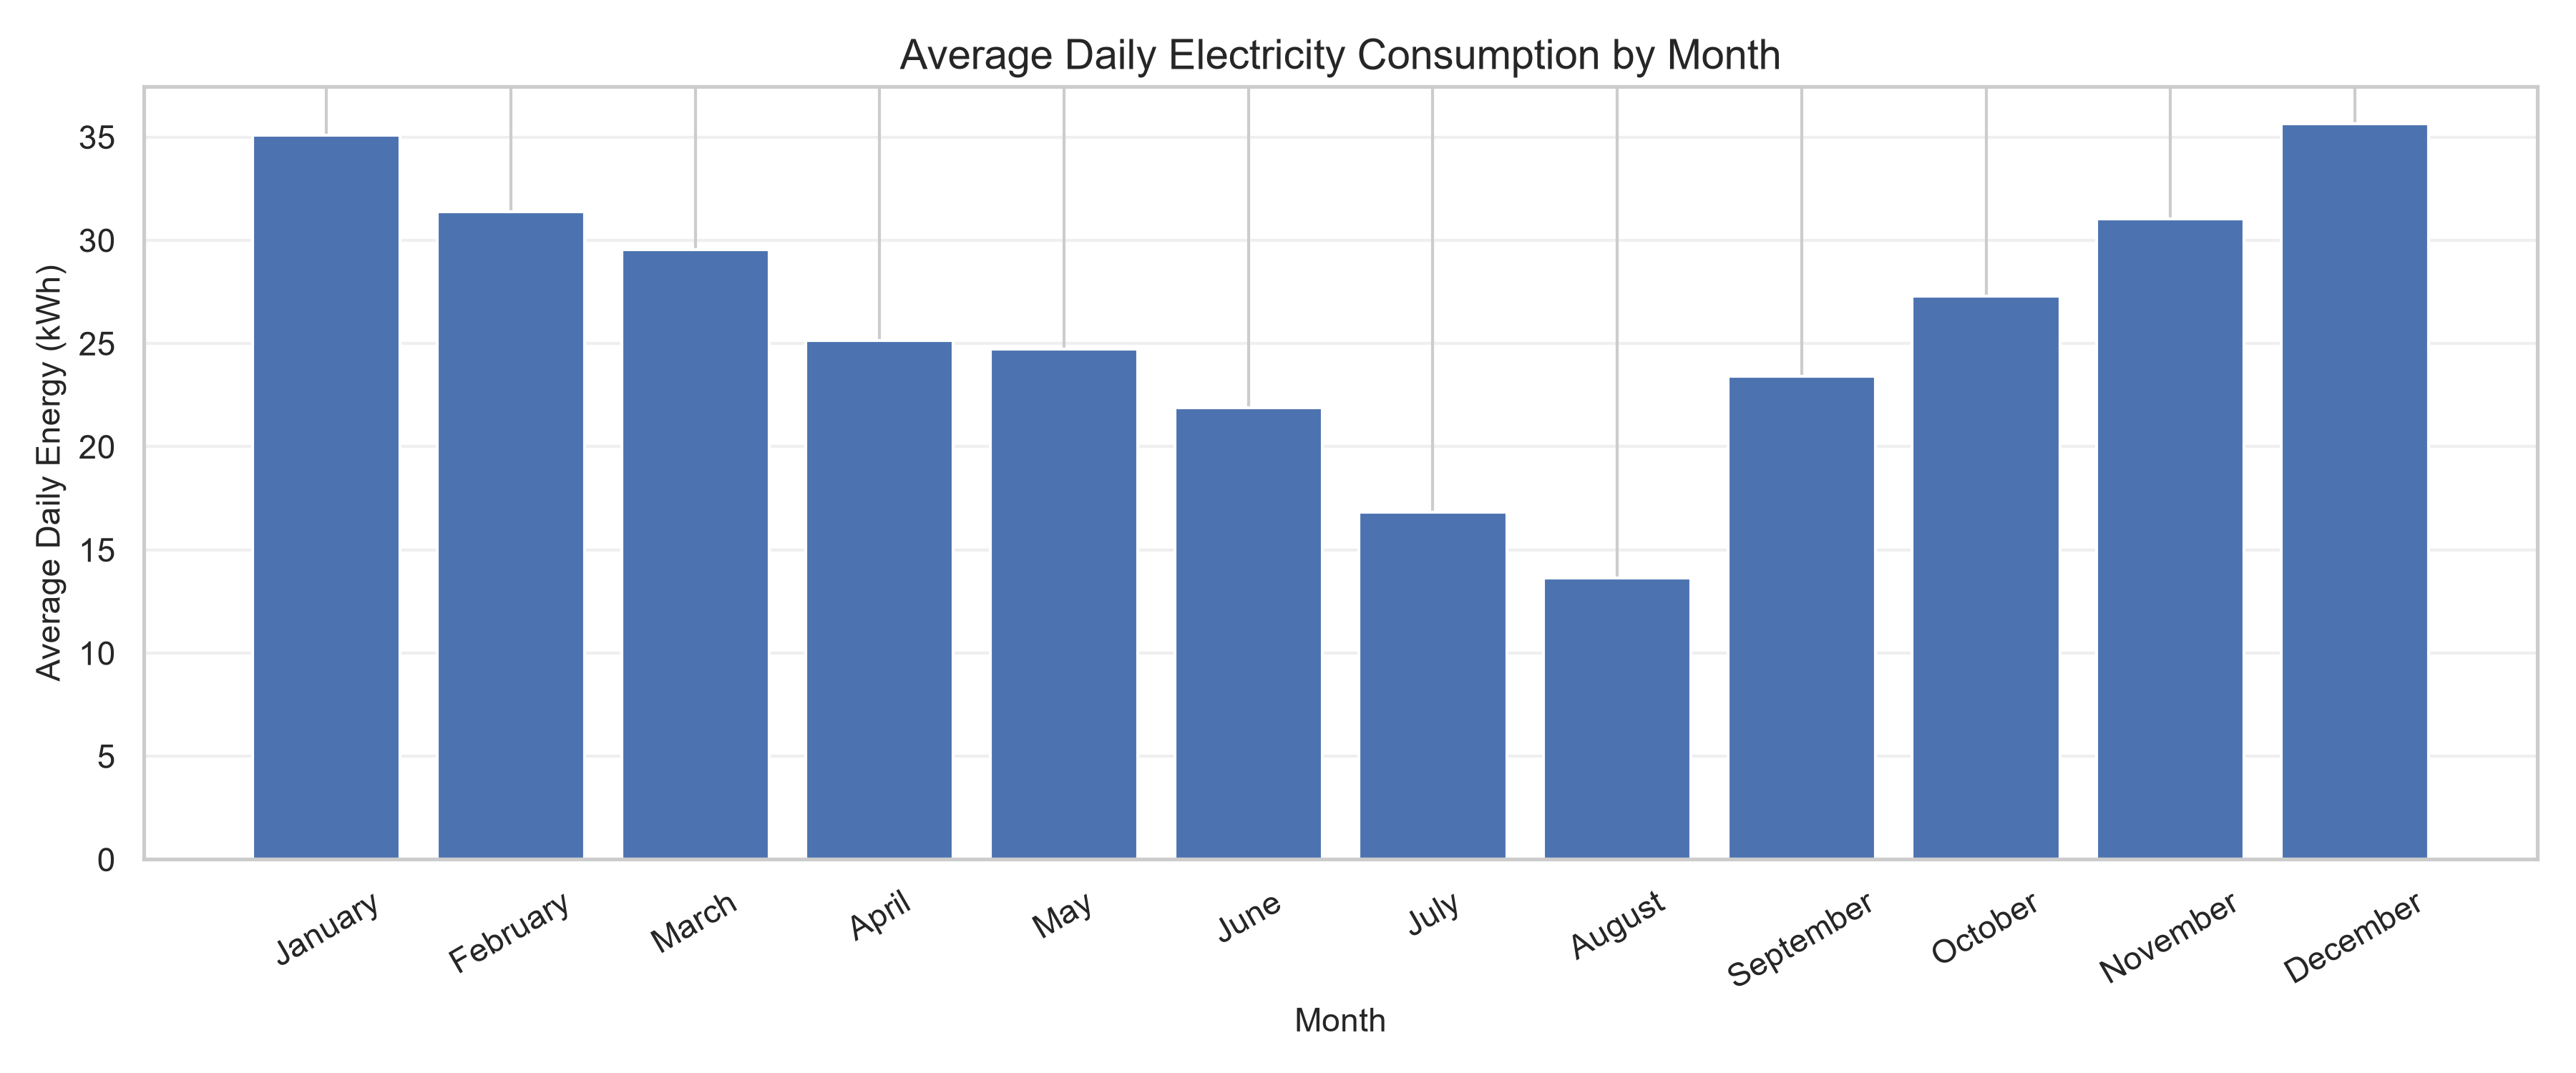 Average Daily Electricity Consumption by Month
Average Daily Energy (kWh)
35
30
25
20
15
10
5
0
January
February
March
April
May
June
July
August
September
October
November
December
Month